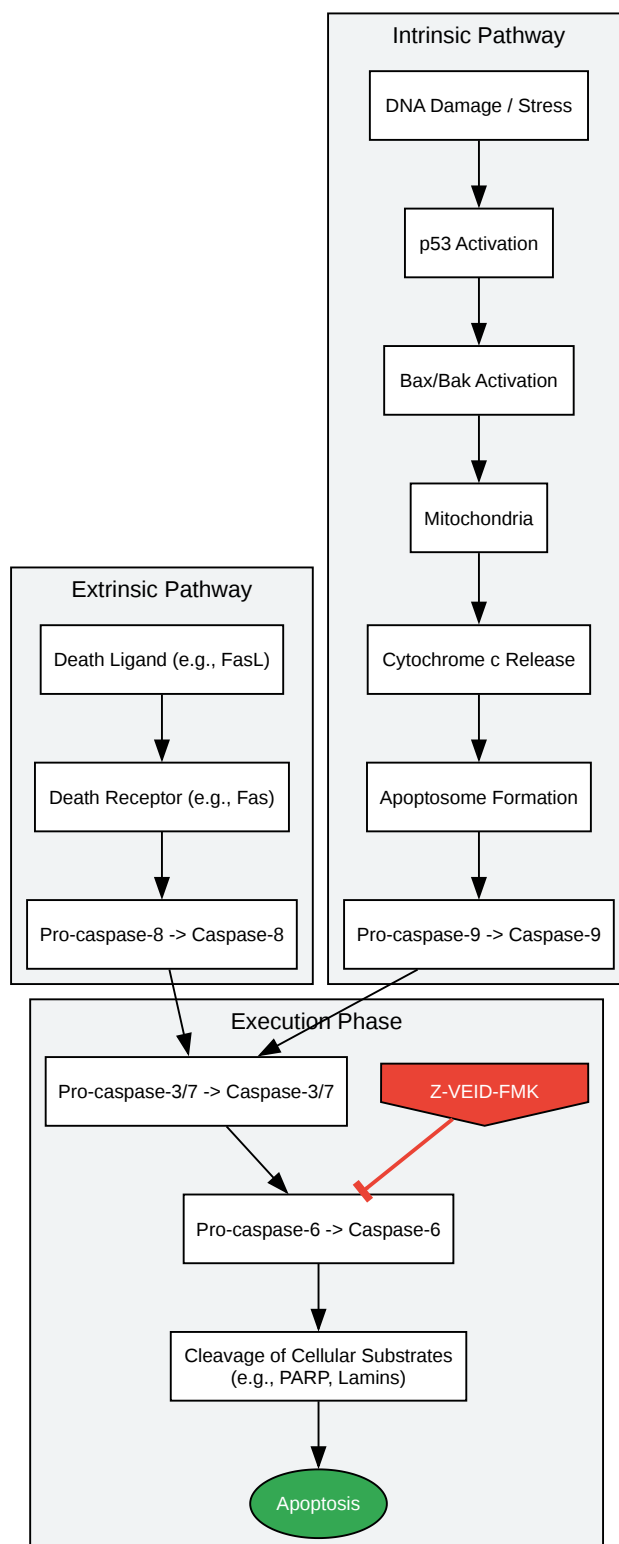 Intrinsic Pathway
DNA Damage / Stress
p53 Activation
Bax/Bak Activation
Mitochondria
Cytochrome c Release
Apoptosome Formation
Pro-caspase-9 -> Caspase-9
Extrinsic Pathway
Death Ligand (e.g., FasL)
Death Receptor (e.g., Fas)
Pro-caspase-8 -> Caspase-8
Execution Phase
Pro-caspase-3/7 -> Caspase-3/7
Z-VEID-FMK
Pro-caspase-6 -> Caspase-6
Cleavage of Cellular Substrates
(e.g., PARP, Lamins)
Apoptosis